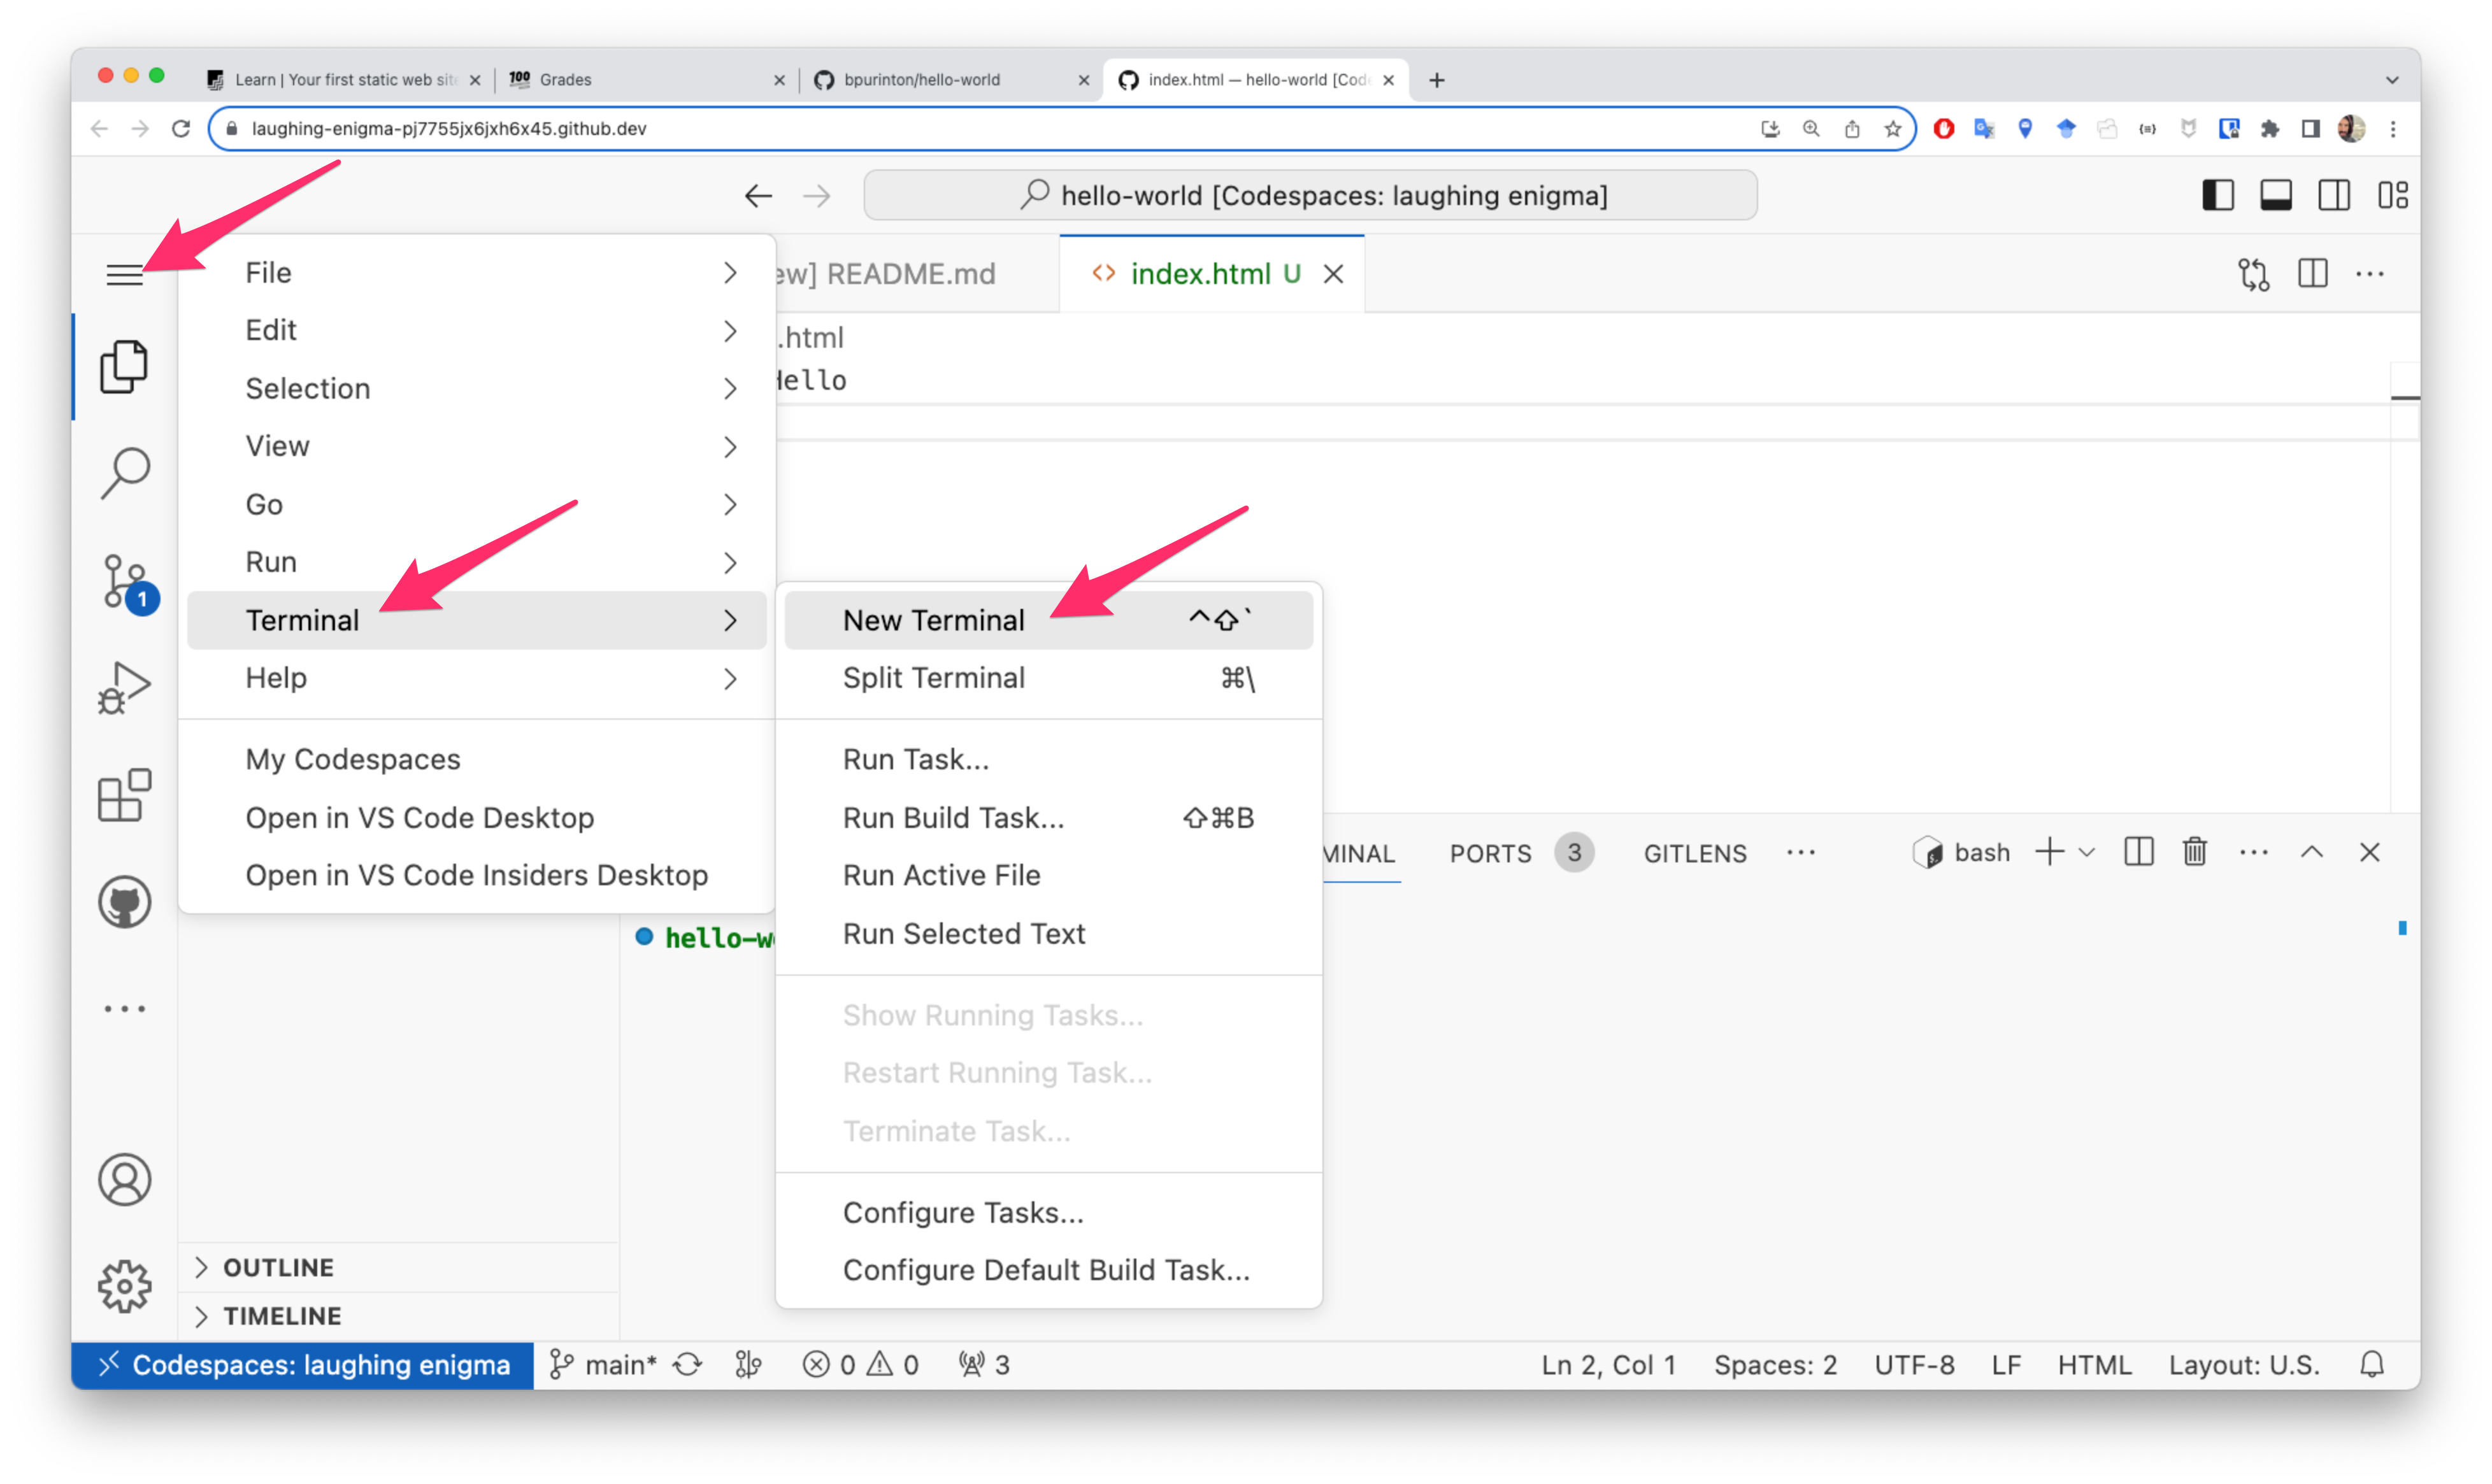 Learn | Your first static web site
100 Grades
bpurinton/hello-world
index.html — hello-world [Code
laughing-enigma-pj7755jx6jxh6x45.github.dev
hello-world [Codespaces: laughing enigma]
ew] README.md
index.html U
.html
Hello
File
Edit
Selection
View
Go
Run
Terminal
Help
My Codespaces
Open in VS Code Desktop
Open in VS Code Insiders Desktop
New Terminal ^⇧`
Split Terminal ⌘\
Run Task...
Run Build Task... ⇧⌘B
Run Active File
Run Selected Text
Show Running Tasks...
Restart Running Task...
Terminate Task...
Configure Tasks...
Configure Default Build Task...
1
MINAL PORTS 3 GITLENS ··· bash
hello-w
OUTLINE
TIMELINE
Codespaces: laughing enigma main* 0 0 3 Ln 2, Col 1 Spaces: 2 UTF-8 LF HTML Layout: U.S.